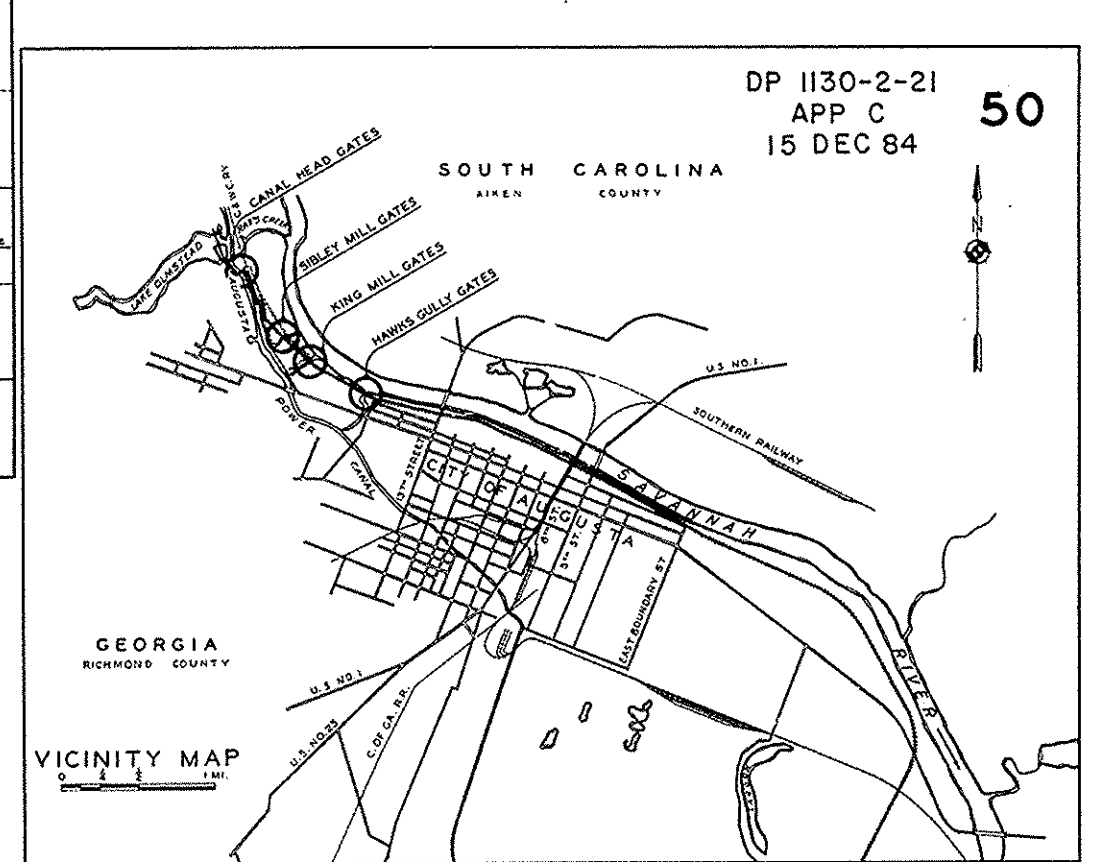 DP 1130-2-21
APP C
15 DEC 84
50
SOUTH CAROLINA
AIKEN COUNTY
CANAL HEAD GATES
SIBLEY MILL GATES
KING MILL GATES
HAWKS GULLY GATES
LAKE OLMSTEAD
AUGUSTA
POWER
CANAL
N
U.S NO.1.
SOUTHERN RAILWAY
13TH STREET
CITY OF AUGUSTA
6TH ST.
5TH ST.
EAST BOUNDARY ST
SAVANNAH
RIVER
GEORGIA
RICHMOND COUNTY
U.S NO.1
U.S. NO.25
C. OF GA. R.R.
VICINITY MAP
0 1 MI.